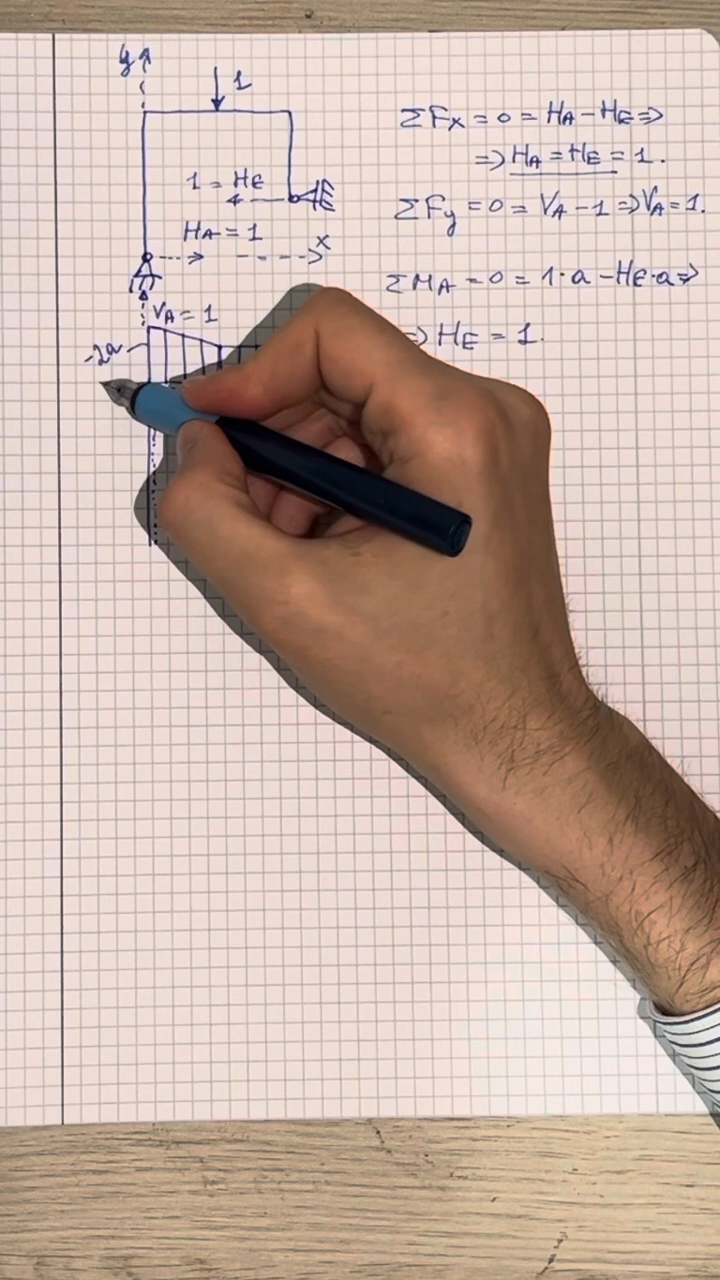 y
1
1 = HE
HA = 1
x
VA = 1
-2a
ΣFx = 0 = HA - HE ⇒
⇒ HA = HE = 1.
ΣFy = 0 = VA - 1 ⇒ VA = 1.
ΣMA = 0 = 1·a - HE·a ⇒
⇒ HE = 1.